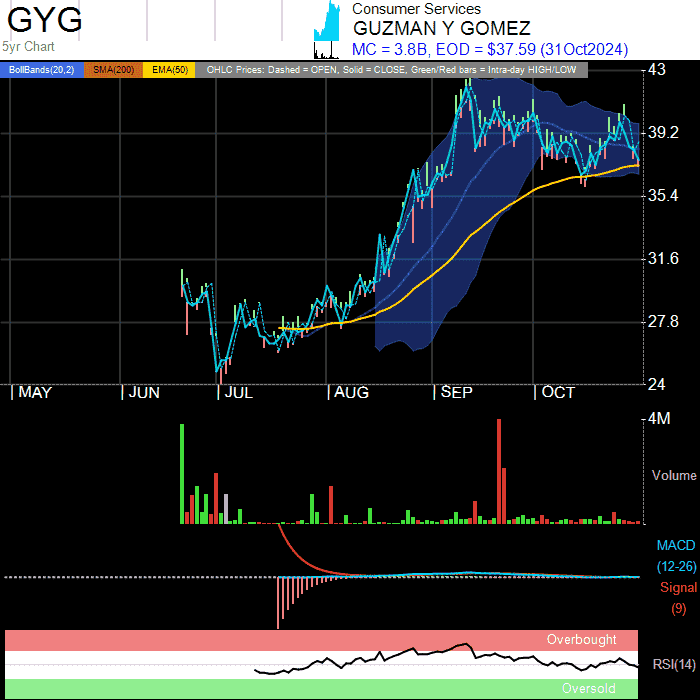 GYG
5yr Chart
Consumer Services
GUZMAN Y GOMEZ
MC = 3.8B, EOD = $37.59 (31Oct2024)
BollBands(20,2) SMA(200) EMA(50) OHLC Prices: Dashed = OPEN, Solid = CLOSE, Green/Red bars = Intra-day HIGH/LOW
43
39.2
35.4
31.6
27.8
24
MAY JUN JUL AUG SEP OCT
4M
Volume
MACD
(12-26)
Signal
(9)
Overbought
RSI(14)
Oversold